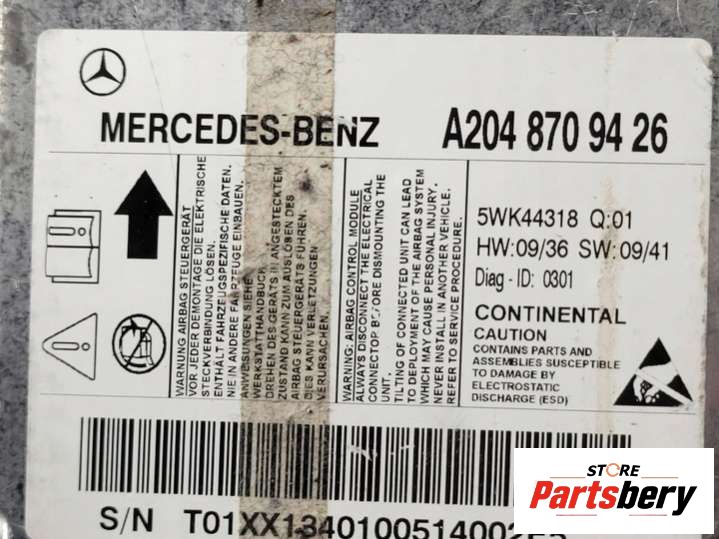 MERCEDES-BENZ
A204 870 94 26
WARNUNG AIRBAG STEUERGERÄT
VOR JEDER DEMONTAGE DIE ELEKTRISCHE
STECKVERBINDUNG LÖSEN.
ENTHÄLT FAHRZEUGSPEZIFISCHE DATEN.
NIE IN ANDERE FAHRZEUGE EINBAUEN.
ANWEISUNGEN SIEHE
WERKSTATTHANDBUCH
DREHEN DES GERÄTS IN ANGESTECKTEM
ZUSTAND KANN ZUM AUSLÖSEN DES
AIRBAG STEUERGERÄTS FÜHREN.
DIES KANN VERLETZUNGEN
VERURSACHEN.
WARNING: AIRBAG CONTROL MODULE
ALWAYS DISCONNECT THE ELECTRICAL
CONNECTOP BEFORE DISMOUNTING THE
UNIT.
TILTING OF CONNECTED UNIT CAN LEAD
TO DEPLOYMENT OF THE AIRBAG SYSTEM
WHICH MAY CAUSE PERSONAL INJURY.
NEVER INSTALL IN ANOTHER VEHICLE.
REFER TO SERVICE PROCEDURE.
5WK44318 Q:01
HW:09/36 SW:09/41
Diag - ID: 0301
CONTINENTAL
CAUTION
CONTAINS PARTS AND
ASSEMBLIES SUSCEPTIBLE
TO DAMAGE BY
ELECTROSTATIC
DISCHARGE (ESD)
S/N T01XX134010051400
STORE
Partsbery